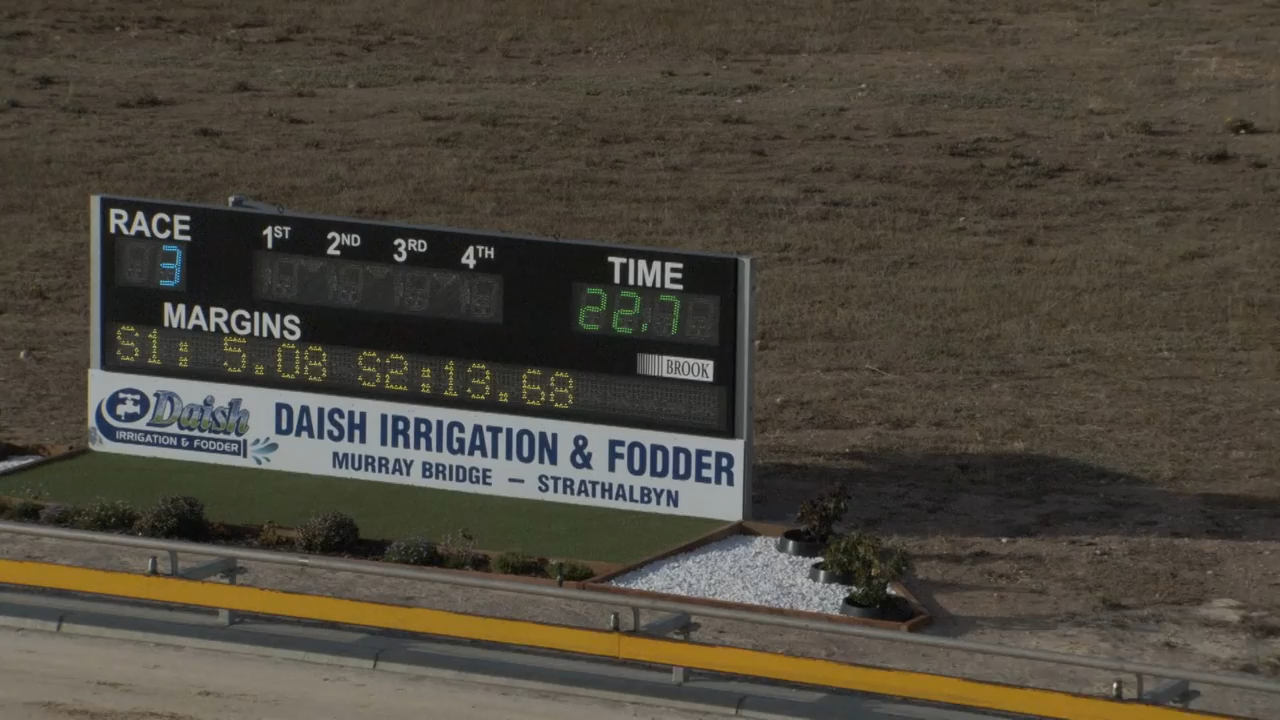 RACE
3
1ST 2ND 3RD 4TH
TIME
22.7
MARGINS
S1: 5.08 S2:13.68
BROOK
Daish
IRRIGATION & FODDER
DAISH IRRIGATION & FODDER
MURRAY BRIDGE – STRATHALBYN